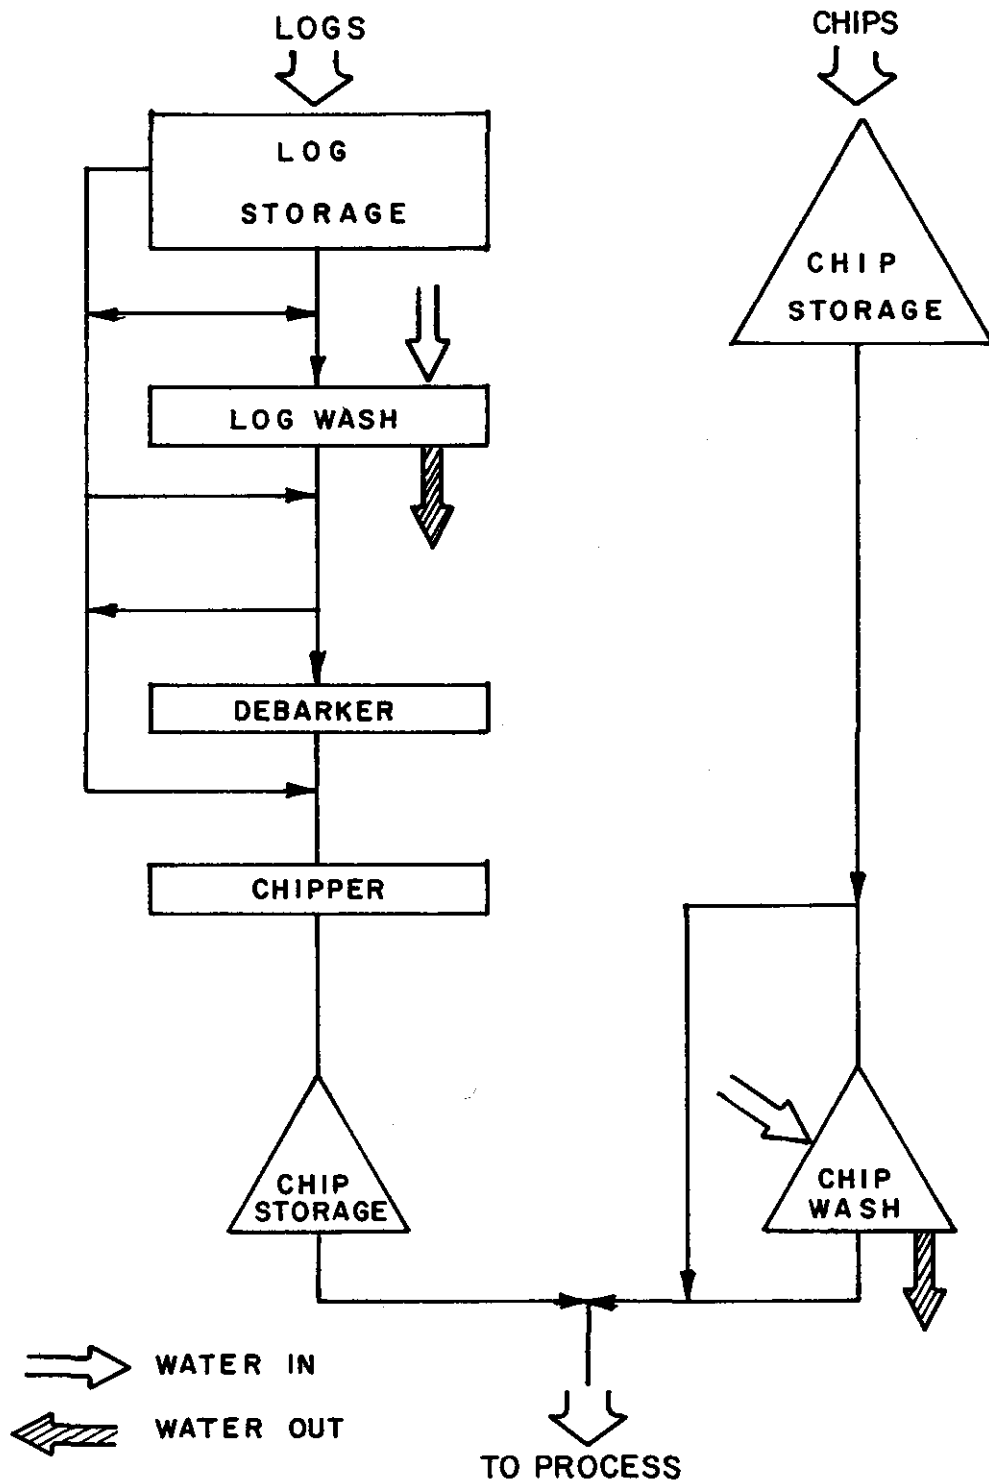 LOGS
CHIPS
LOG
STORAGE
CHIP
STORAGE
LOG WASH
DEBARKER
CHIPPER
CHIP
STORAGE
CHIP
WASH
WATER IN
WATER OUT
TO PROCESS